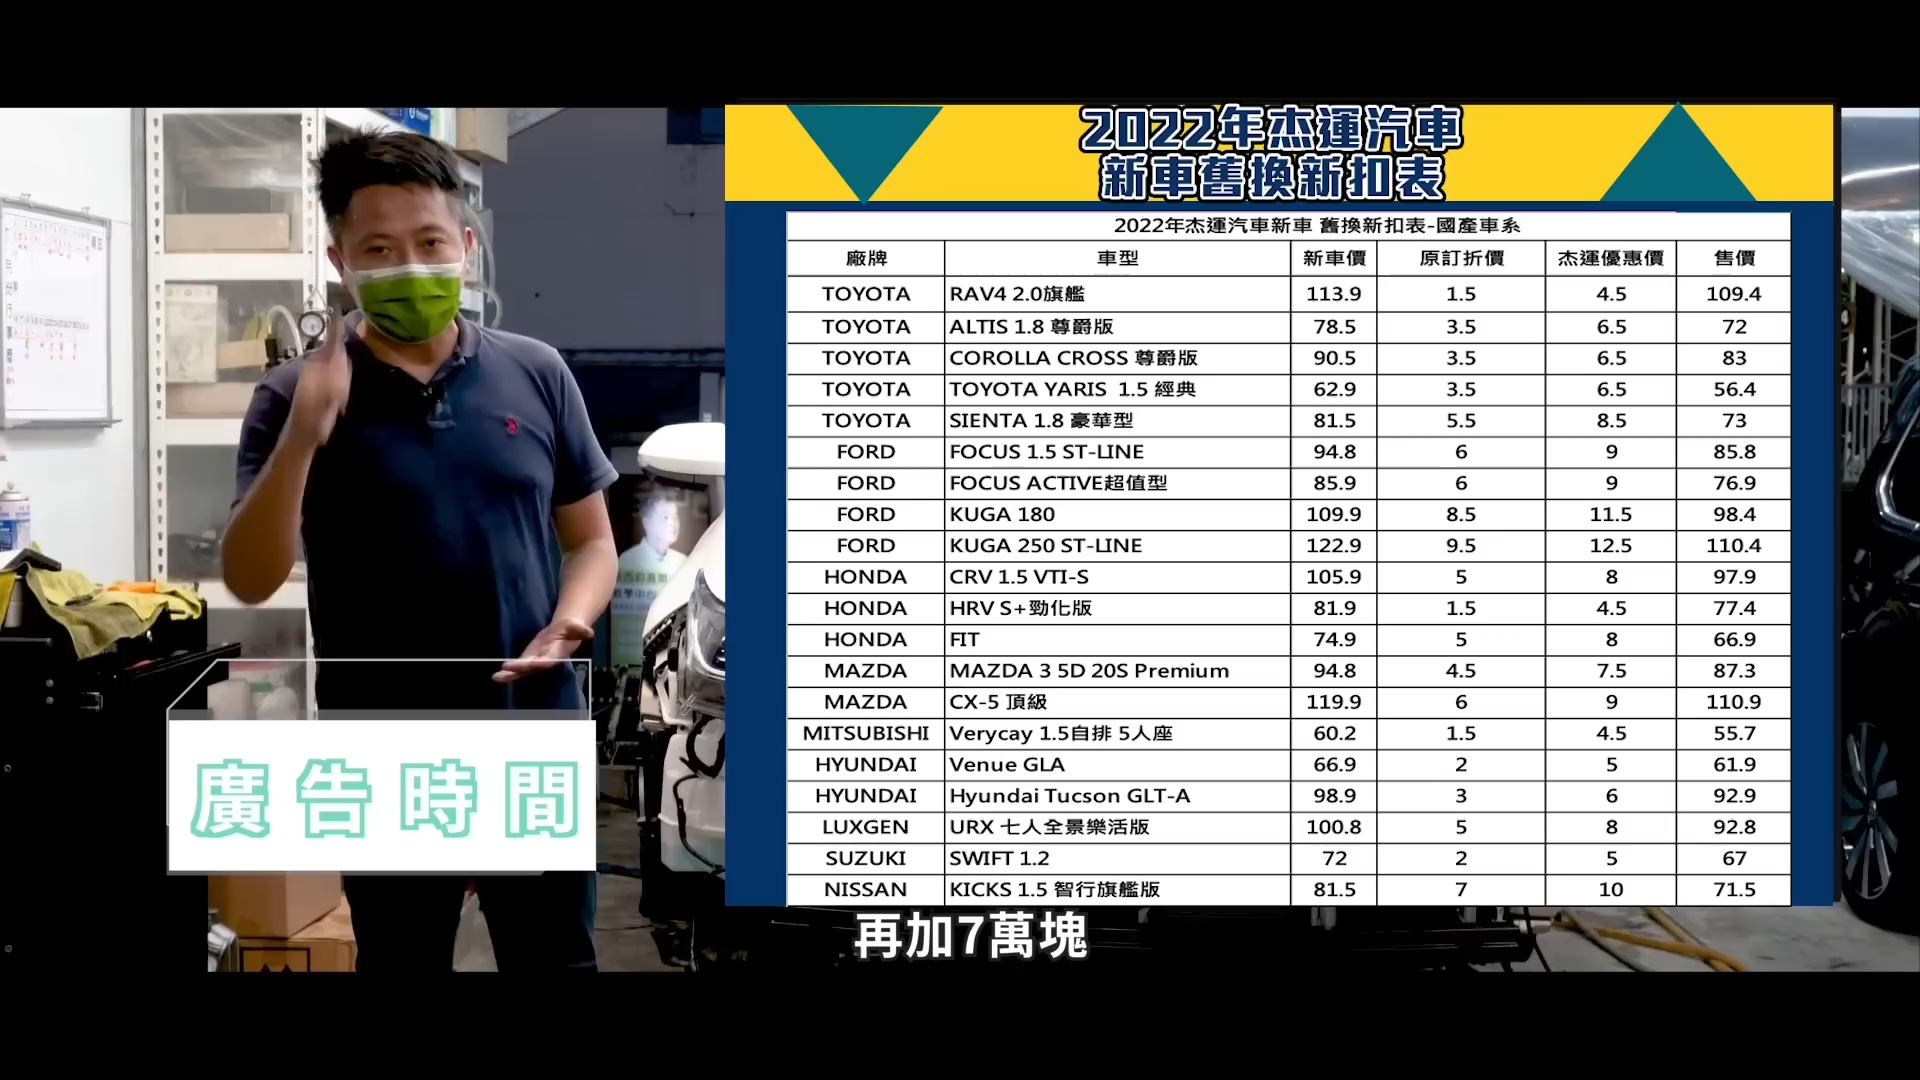 2022年杰運汽車
新車舊換新扣表
2022年杰運汽車新車 舊換新扣表-國產車系
廠牌 車型 新車價 原訂折價 杰運優惠價 售價
TOYOTA RAV4 2.0旗艦 113.9 1.5 4.5 109.4
TOYOTA ALTIS 1.8 尊爵版 78.5 3.5 6.5 72
TOYOTA COROLLA CROSS 尊爵版 90.5 3.5 6.5 83
TOYOTA TOYOTA YARIS 1.5 經典 62.9 3.5 6.5 56.4
TOYOTA SIENTA 1.8 豪華型 81.5 5.5 8.5 73
FORD FOCUS 1.5 ST-LINE 94.8 6 9 85.8
FORD FOCUS ACTIVE超值型 85.9 6 9 76.9
FORD KUGA 180 109.9 8.5 11.5 98.4
FORD KUGA 250 ST-LINE 122.9 9.5 12.5 110.4
HONDA CRV 1.5 VTI-S 105.9 5 8 97.9
HONDA HRV S+勁化版 81.9 1.5 4.5 77.4
HONDA FIT 74.9 5 8 66.9
MAZDA MAZDA 3 5D 20S Premium 94.8 4.5 7.5 87.3
MAZDA CX-5 頂級 119.9 6 9 110.9
MITSUBISHI Verycay 1.5自排 5人座 60.2 1.5 4.5 55.7
HYUNDAI Venue GLA 66.9 2 5 61.9
HYUNDAI Hyundai Tucson GLT-A 98.9 3 6 92.9
LUXGEN URX 七人全景樂活版 100.8 5 8 92.8
SUZUKI SWIFT 1.2 72 2 5 67
NISSAN KICKS 1.5 智行旗艦版 81.5 7 10 71.5
廣告時間
再加7萬塊